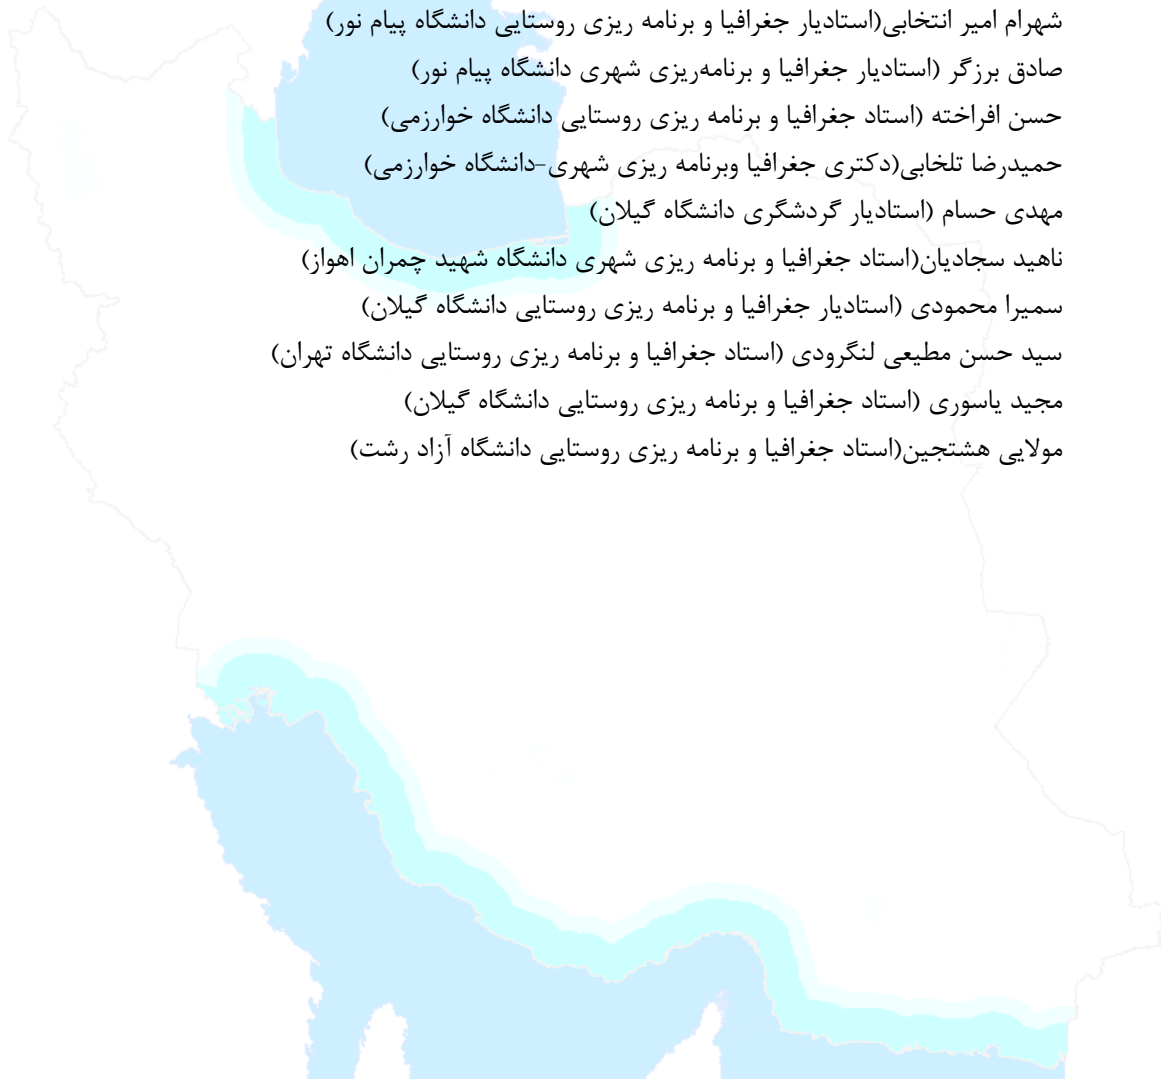 شهرام امیر انتخابی(استادیار جغرافیا و برنامه ریزی روستایی دانشگاه پیام نور)
صادق برزگر (استادیار جغرافیا و برنامه‌ریزی شهری دانشگاه پیام نور)
حسن افراخته (استاد جغرافیا و برنامه ریزی روستایی دانشگاه خوارزمی)
حمیدرضا تلخابی(دکتری جغرافیا وبرنامه ریزی شهری-دانشگاه خوارزمی)
مهدی حسام (استادیار گردشگری دانشگاه گیلان)
ناهید سجادیان(استاد جغرافیا و برنامه ریزی شهری دانشگاه شهید چمران اهواز)
سمیرا محمودی (استادیار جغرافیا و برنامه ریزی روستایی دانشگاه گیلان)
سید حسن مطیعی لنگرودی (استاد جغرافیا و برنامه ریزی روستایی دانشگاه تهران)
مجید یاسوری (استاد جغرافیا و برنامه ریزی روستایی دانشگاه گیلان)
مولایی هشتجین(استاد جغرافیا و برنامه ریزی روستایی دانشگاه آزاد رشت)